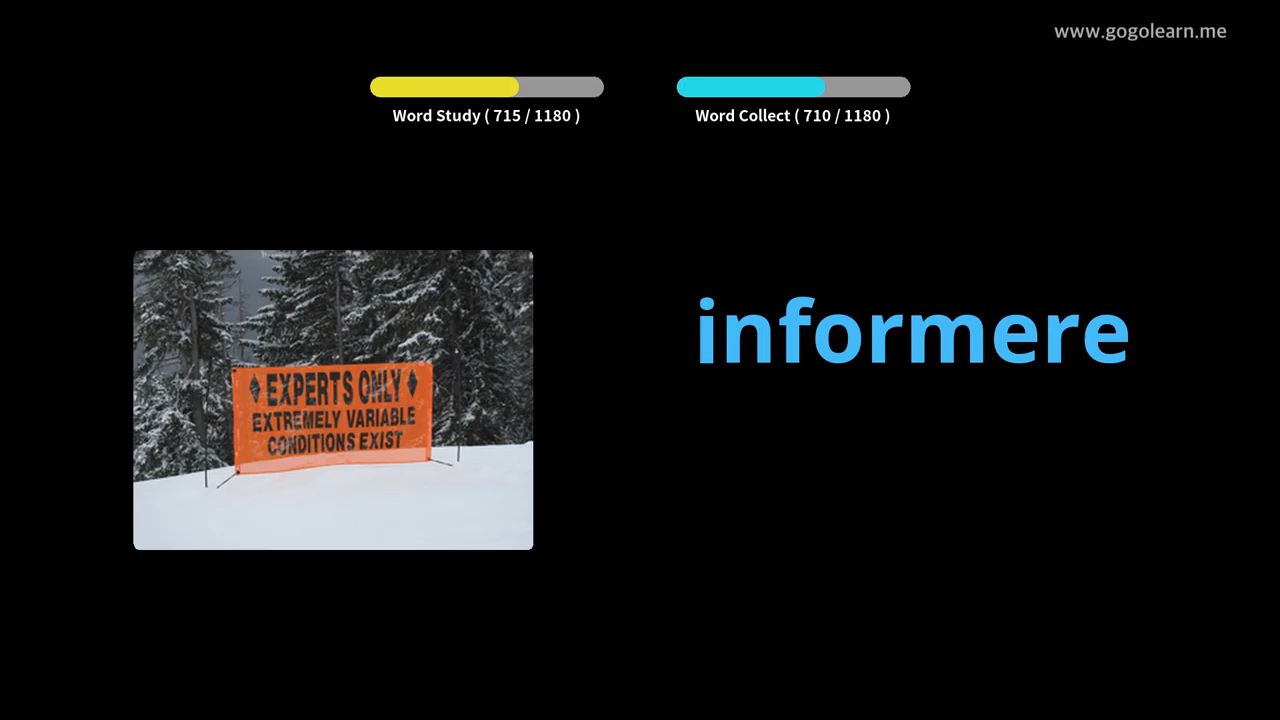 www.gogolearn.me
Word Study ( 715 / 1180 )
Word Collect ( 710 / 1180 )
informere
EXPERTS ONLY
EXTREMELY VARIABLE
CONDITIONS EXIST